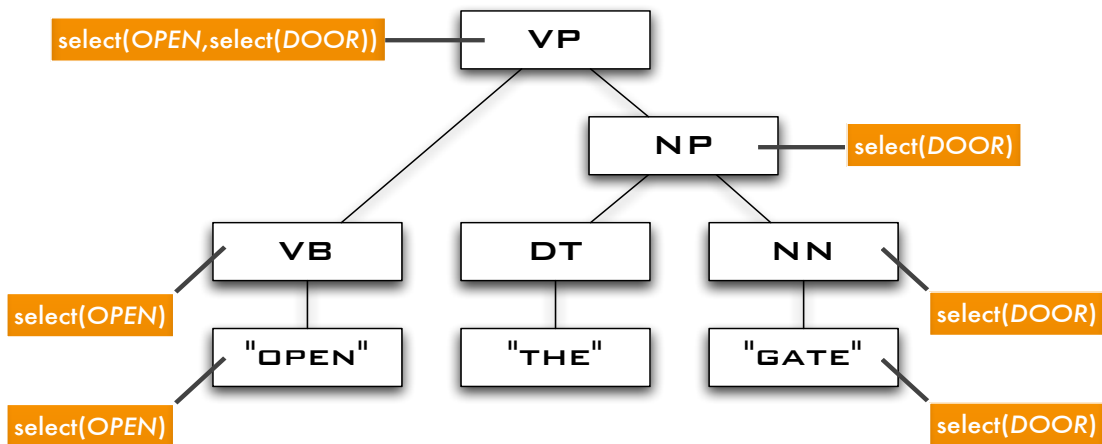 select(OPEN,select(DOOR))
VP
NP
select(DOOR)
VB
DT
NN
select(OPEN)
select(DOOR)
"OPEN"
"THE"
"GATE"
select(OPEN)
select(DOOR)